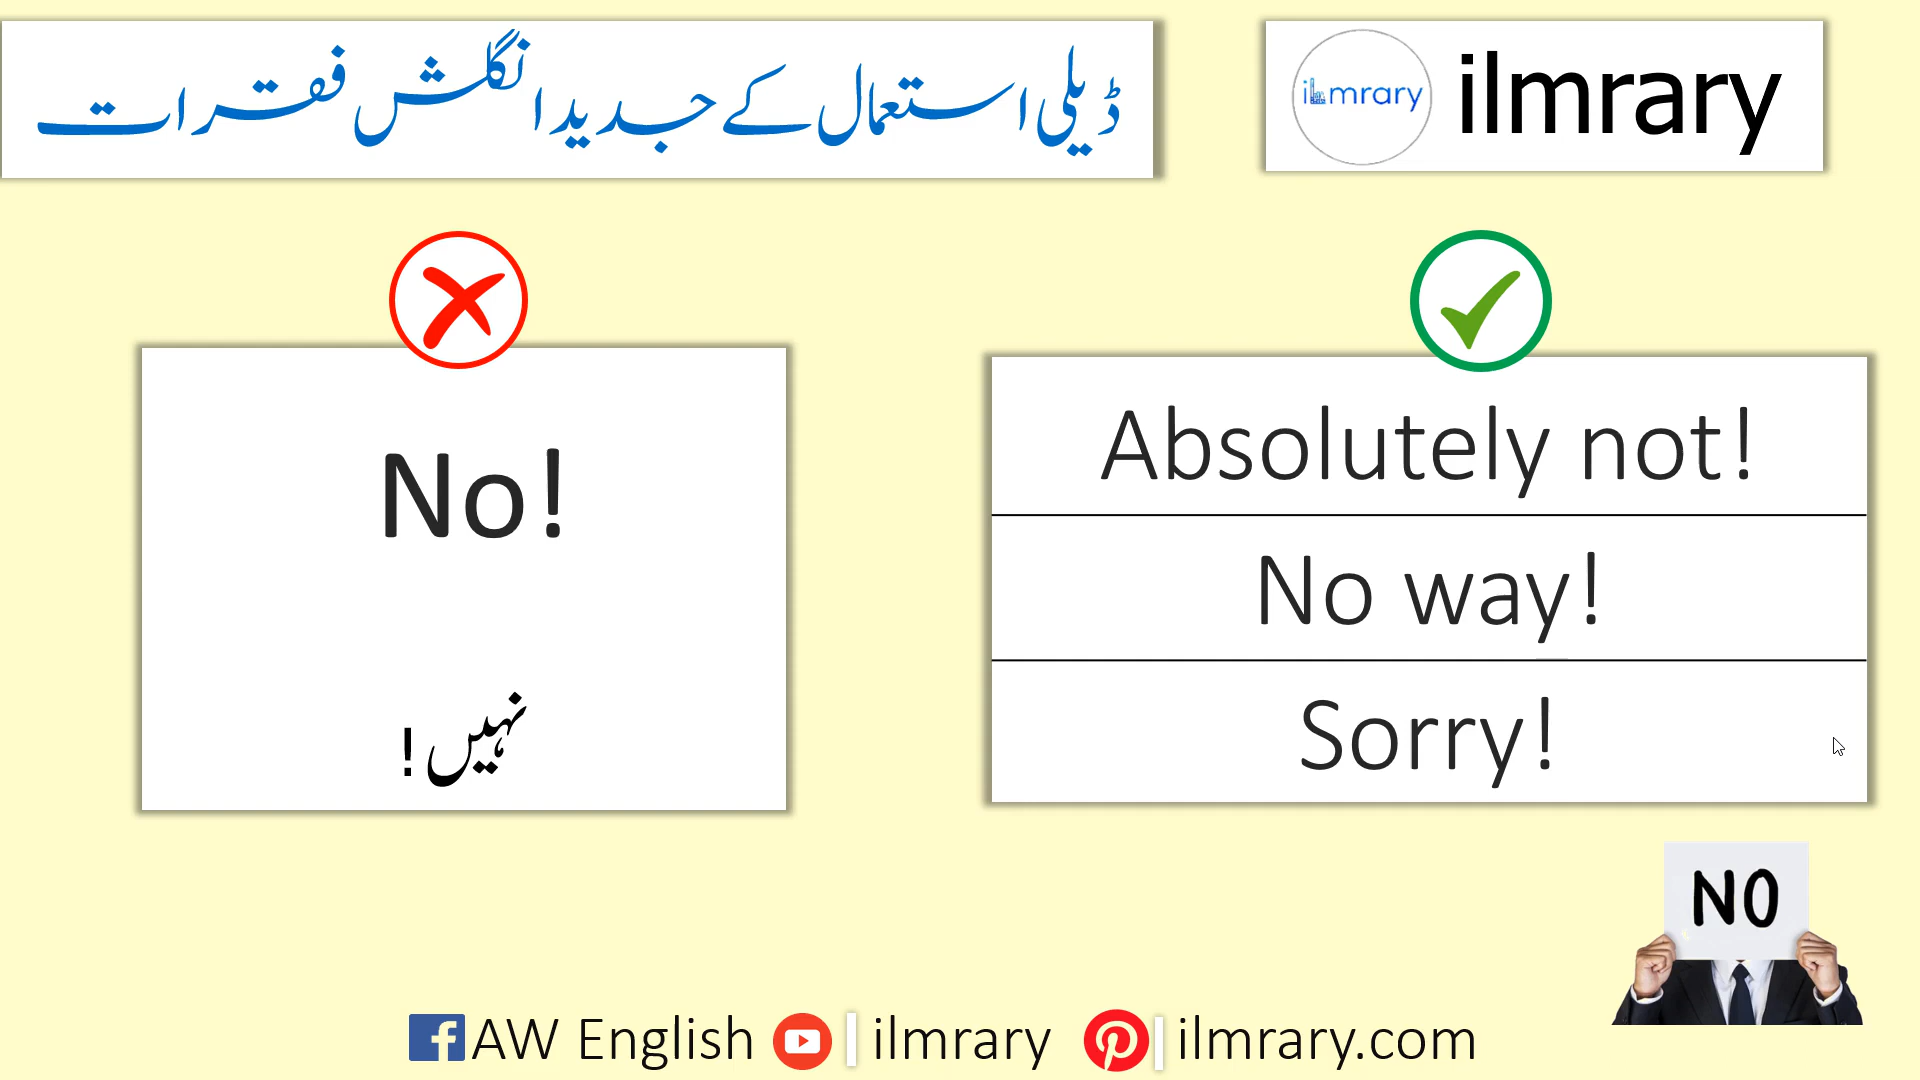 ڈیلی استعمال کے جدید انگلش فقرات
ilmrary
ilmrary
No!
نہیں!
Absolutely not!
No way!
Sorry!
NO
AW English | ilmrary | ilmrary.com